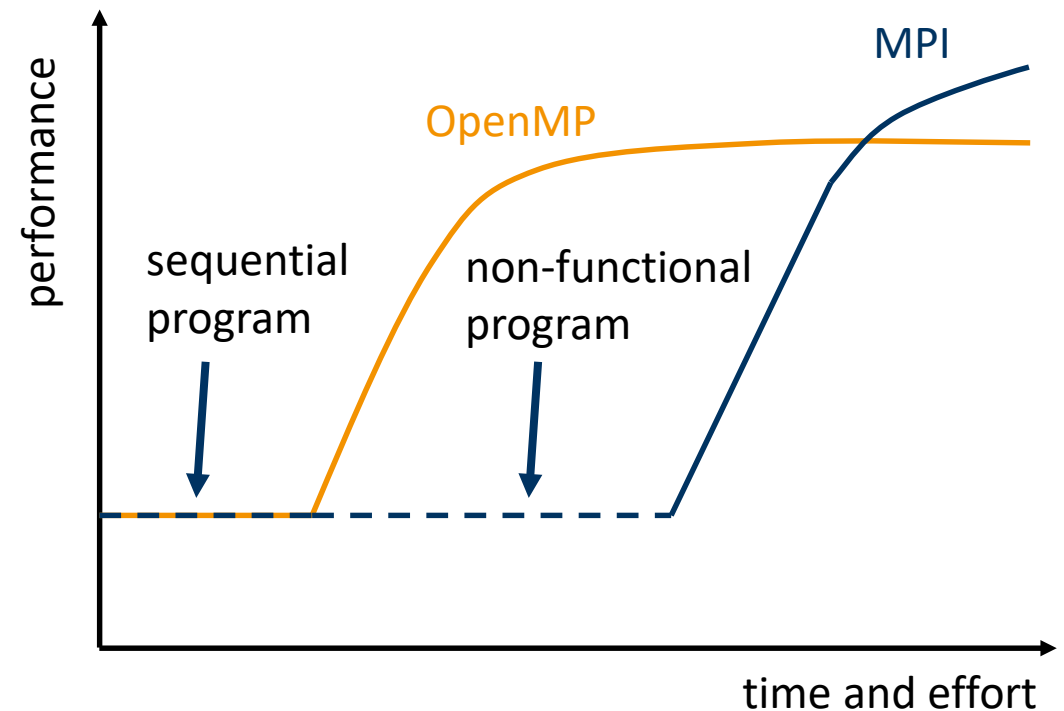 MPI
OpenMP
performance
sequential
program
non-functional
program
time and effort